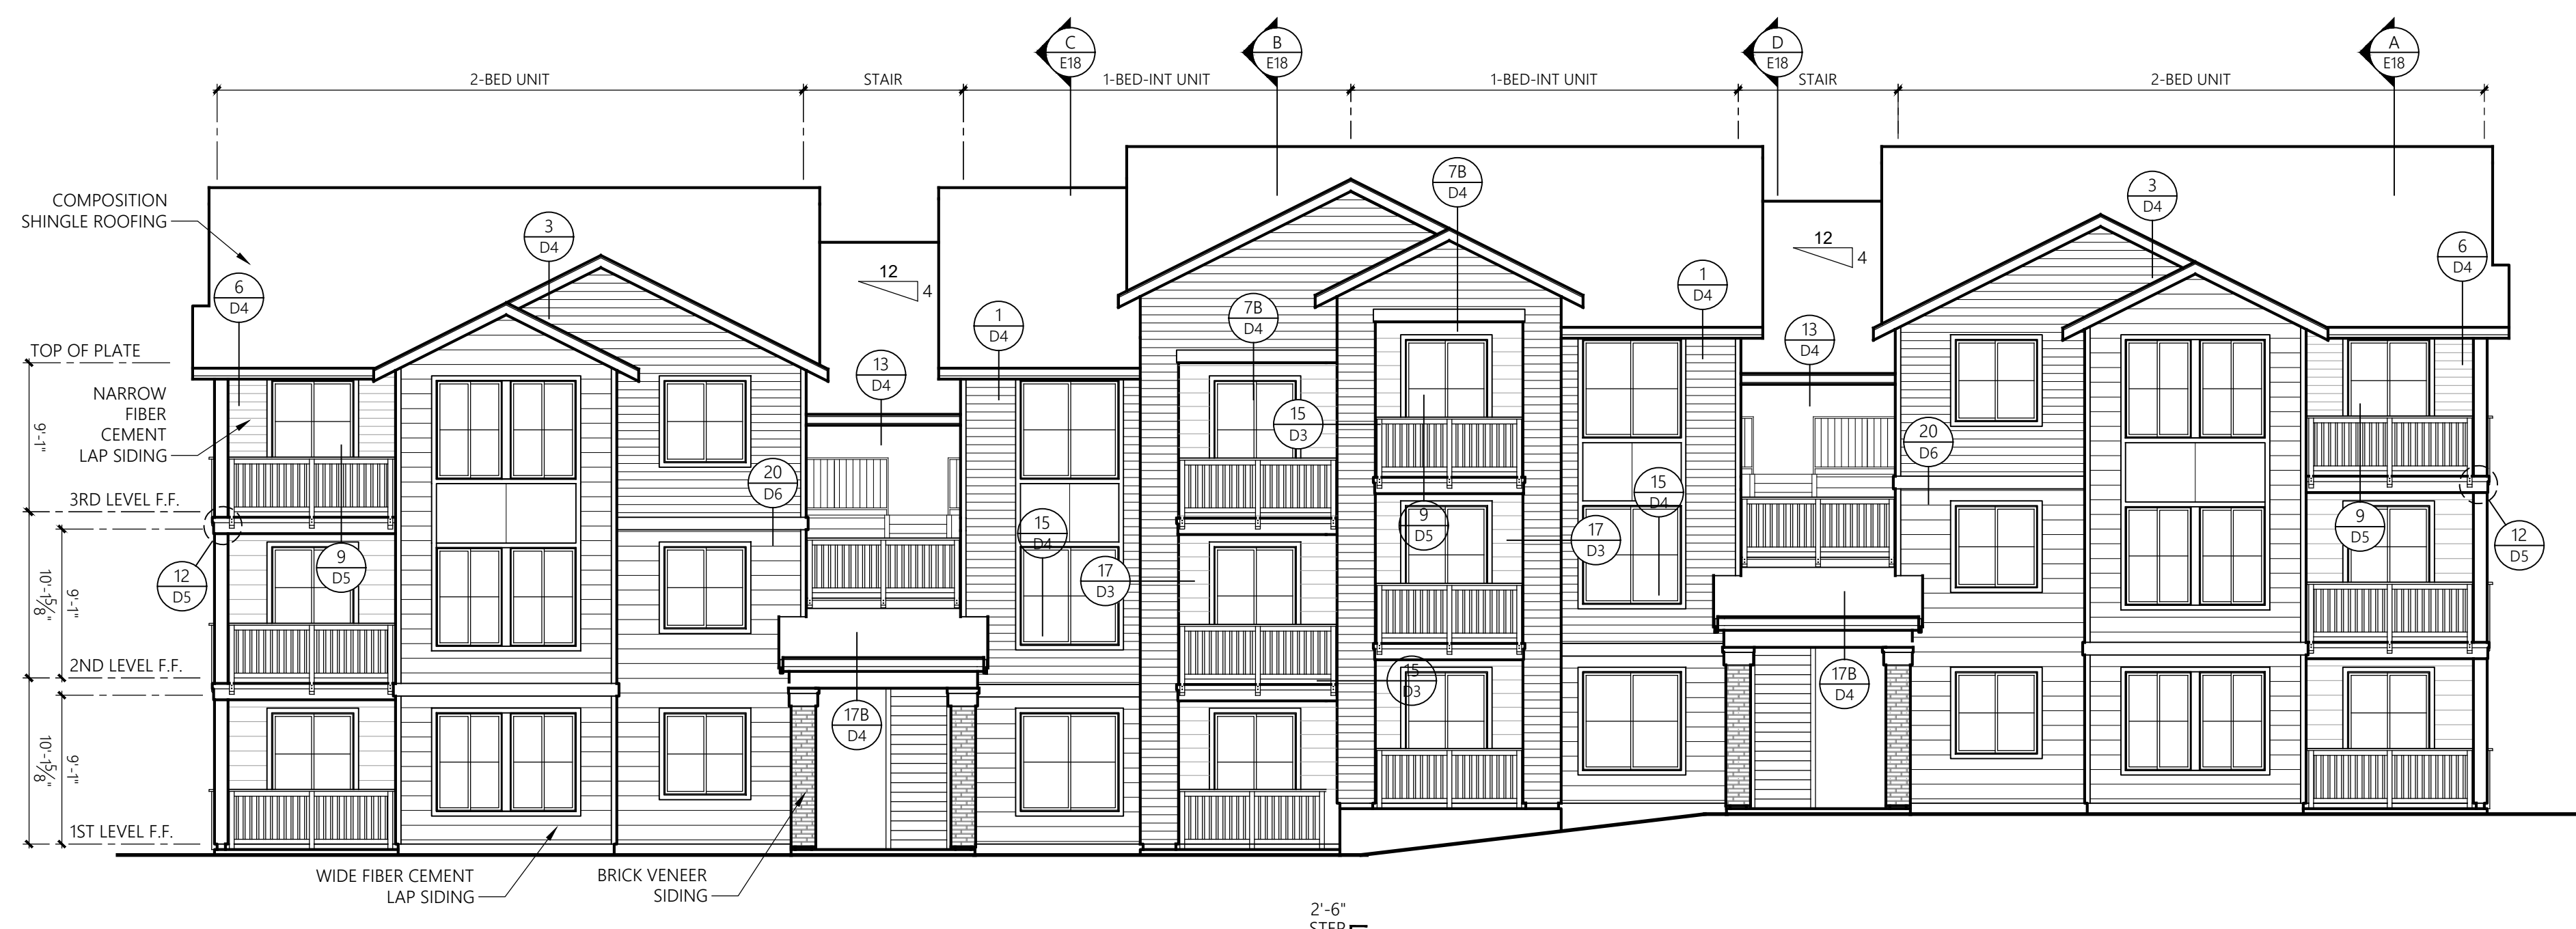 C
E18
B
E18
D
E18
A
E18
2-BED UNIT
STAIR
1-BED-INT UNIT
1-BED-INT UNIT
STAIR
2-BED UNIT
COMPOSITION
SHINGLE ROOFING
3
D4
7B
D4
3
D4
6
D4
12
4
12
4
6
D4
1
D4
7B
D4
1
D4
13
D4
13
D4
TOP OF PLATE
NARROW
FIBER
CEMENT
LAP SIDING
9'-1"
15
D3
20
D6
20
D6
3RD LEVEL F.F.
15
D4
15
D4
9
D5
9
D5
17
D3
17
D3
9
D5
12
D5
12
D5
9
D5
10'-1 5/8"
9'-1"
2ND LEVEL F.F.
15
D3
17B
D4
17B
D4
10'-1 5/8"
9'-1"
1ST LEVEL F.F.
WIDE FIBER CEMENT
LAP SIDING
BRICK VENEER
SIDING
2'-6"
STEP